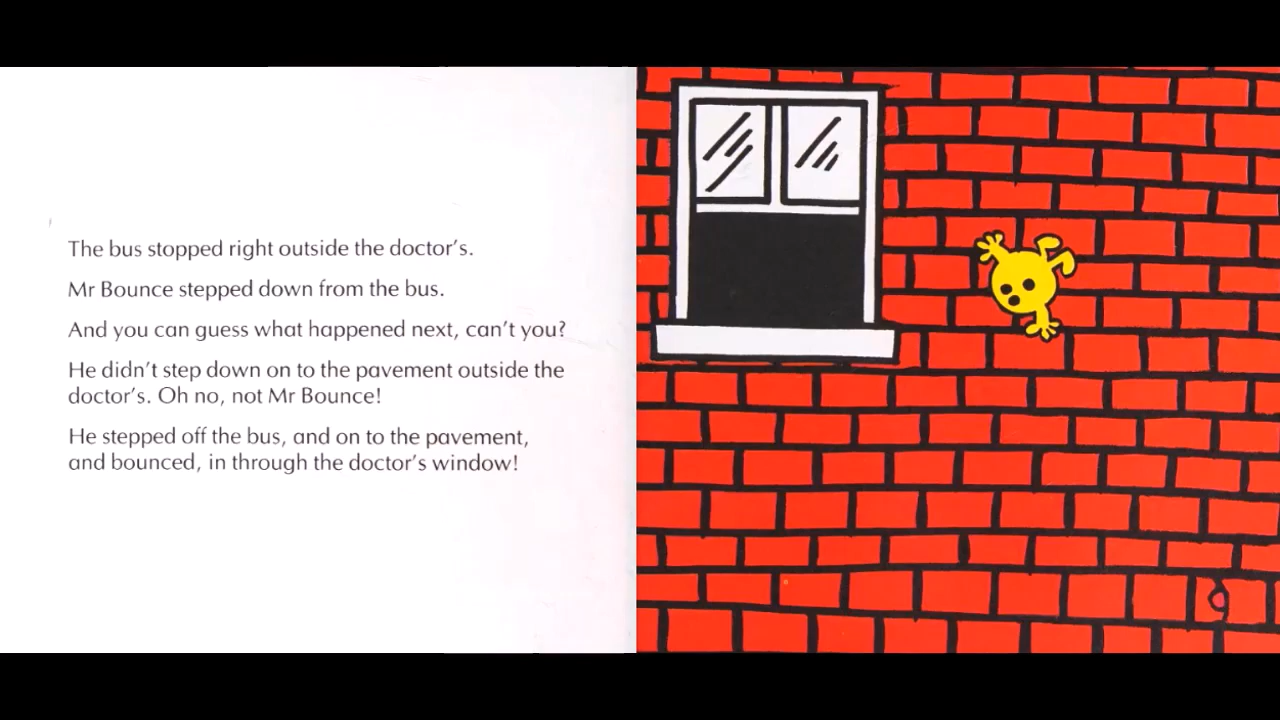 The bus stopped right outside the doctor's.
Mr Bounce stepped down from the bus.
And you can guess what happened next, can't you?
He didn't step down on to the pavement outside the
doctor's. Oh no, not Mr Bounce!
He stepped off the bus, and on to the pavement,
and bounced, in through the doctor's window!